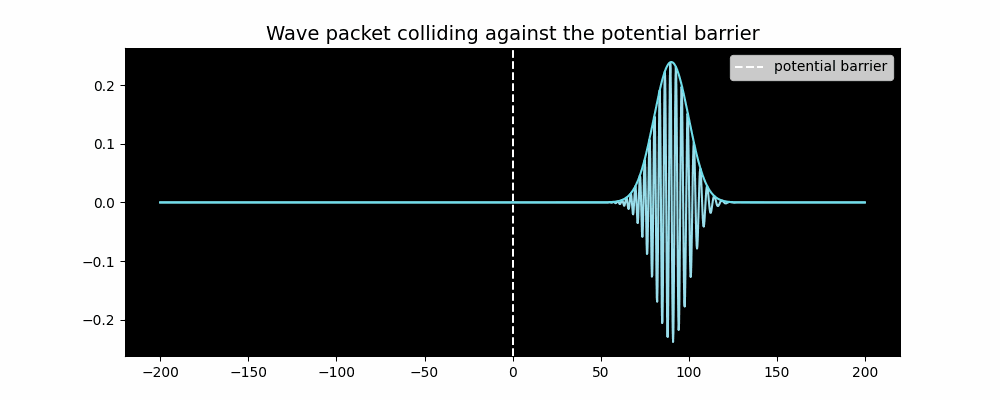 Wave packet colliding against the potential barrier
potential barrier
0.2
0.1
0.0
−0.1
−0.2
−200 −150 −100 −50 0 50 100 150 200